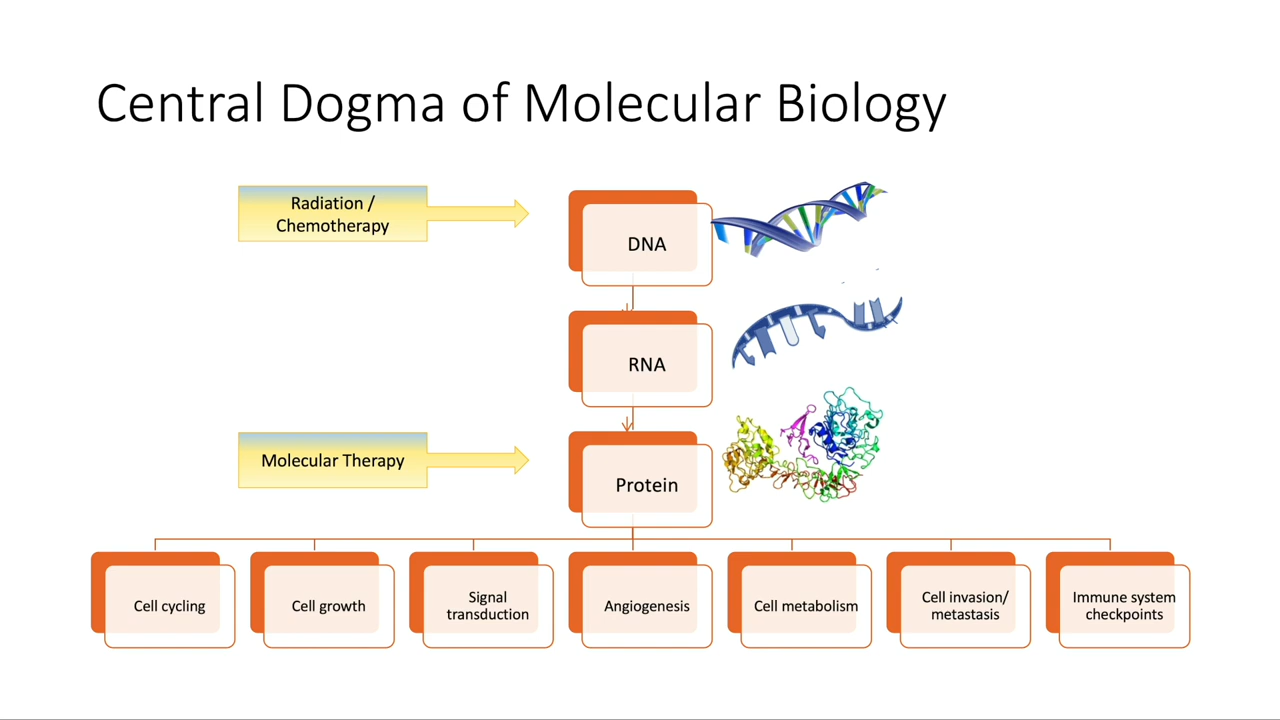 Central Dogma of Molecular Biology
Radiation /
Chemotherapy
DNA
RNA
Molecular Therapy
Protein
Cell cycling
Cell growth
Signal
transduction
Angiogenesis
Cell metabolism
Cell invasion/
metastasis
Immune system
checkpoints